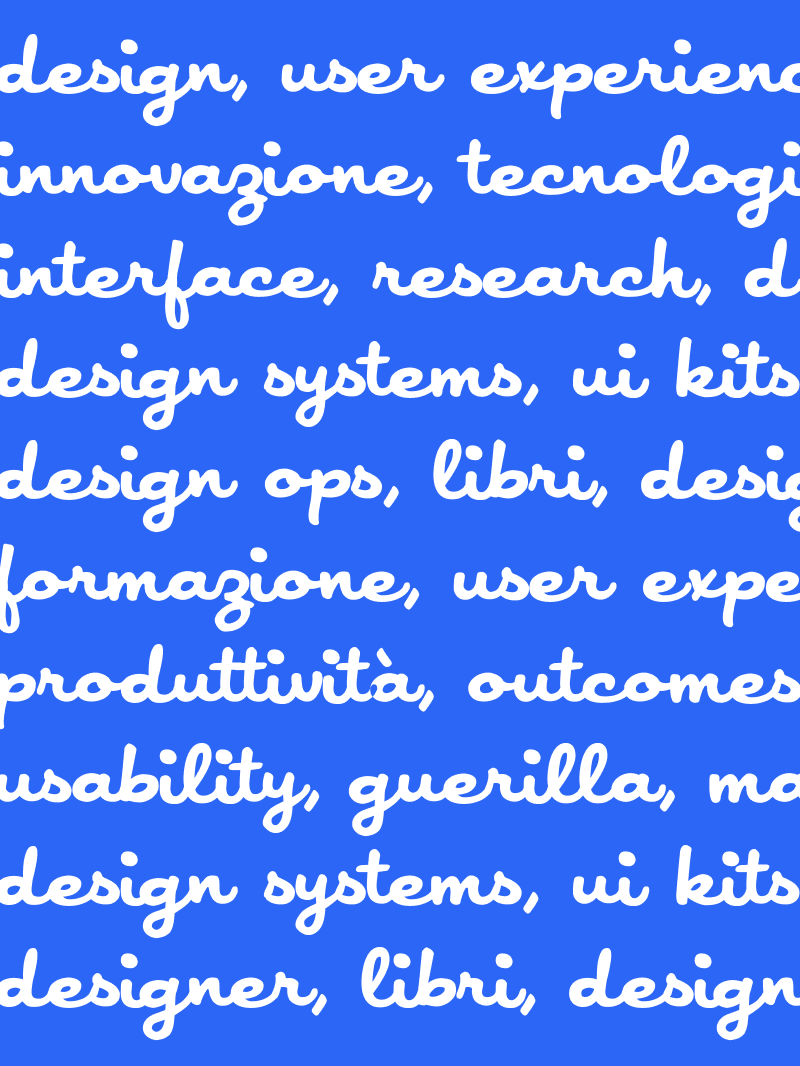 design, user experienc
innovazione, tecnologi
interface, research, d
design systems, ui kits
design ops, libri, desig
formazione, user expe
produttività, outcomes
usability, guerilla, ma
design systems, ui kits
designer, libri, design